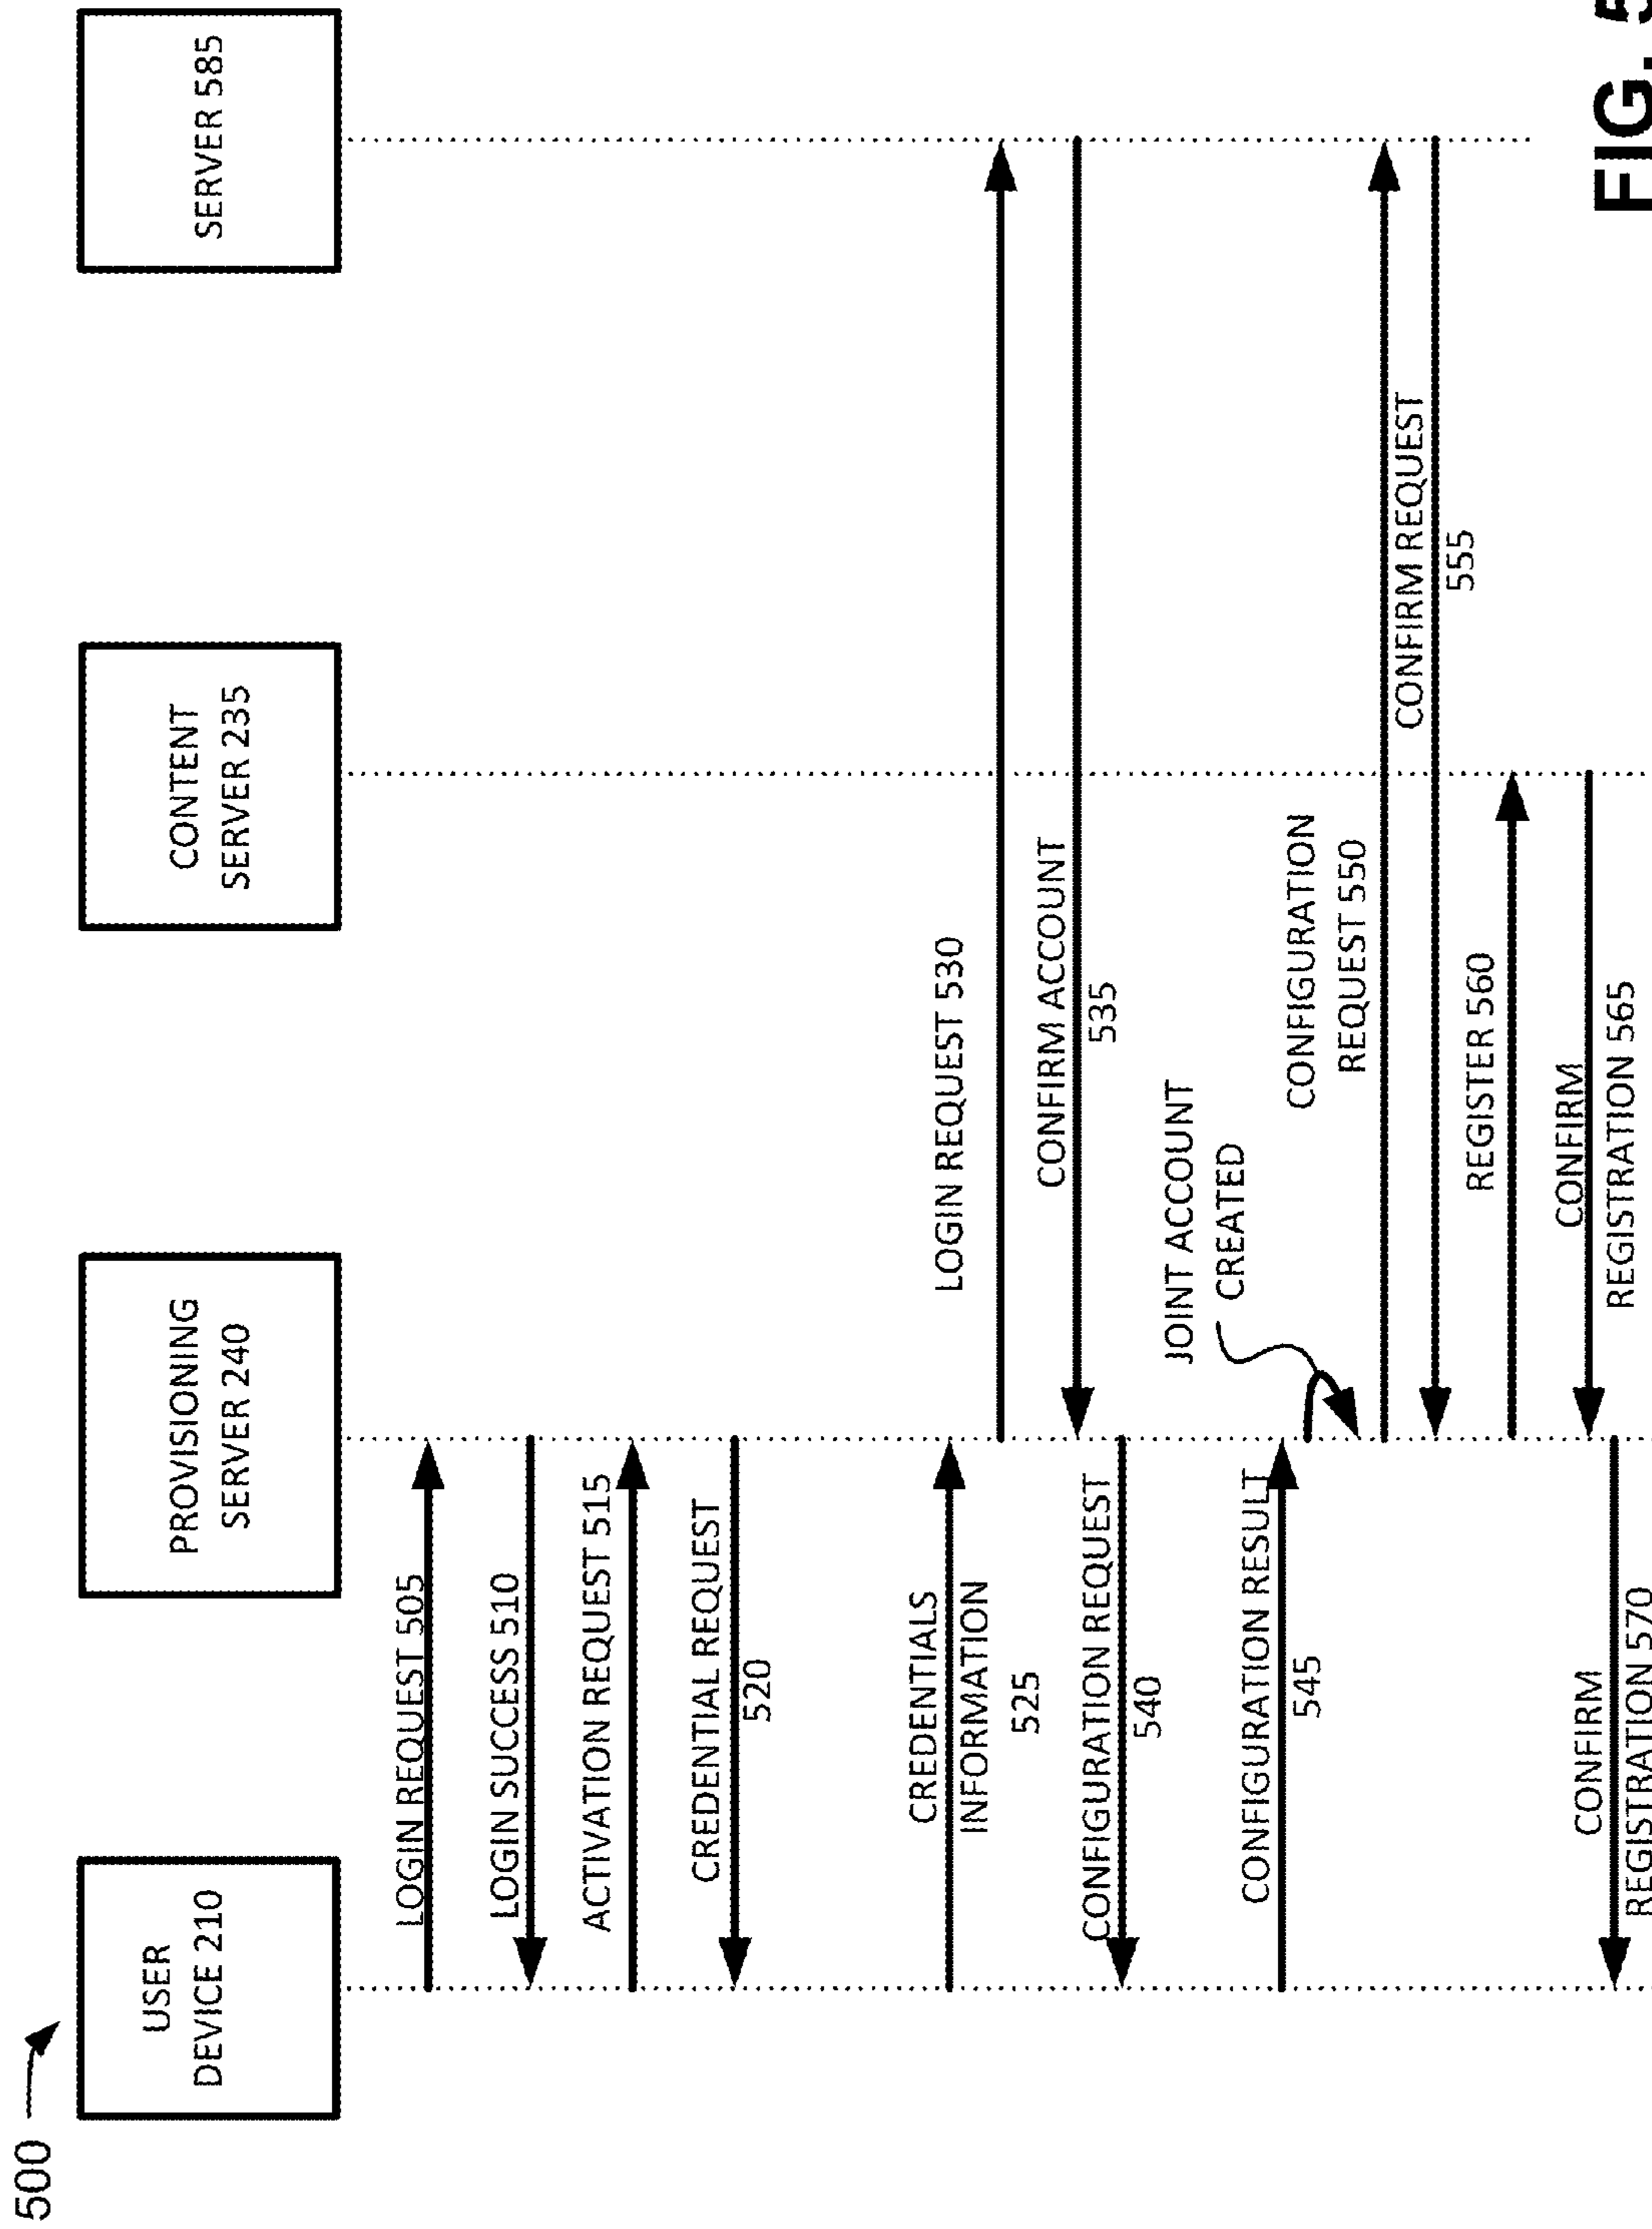 500
USER
DEVICE 210
PROVISIONING
SERVER 240
CONTENT
SERVER 235
SERVER 585
LOGIN REQUEST 505
LOGIN SUCCESS 510
ACTIVATION REQUEST 515
CREDENTIAL REQUEST
520
CREDENTIALS
INFORMATION
525
LOGIN REQUEST 530
CONFIRM ACCOUNT
535
CONFIGURATION REQUEST
540
CONFIGURATION RESULT
545
JOINT ACCOUNT
CREATED
CONFIGURATION
REQUEST 550
CONFIRM REQUEST
555
REGISTER 560
CONFIRM
REGISTRATION 565
CONFIRM
REGISTRATION 570
FIG. 5